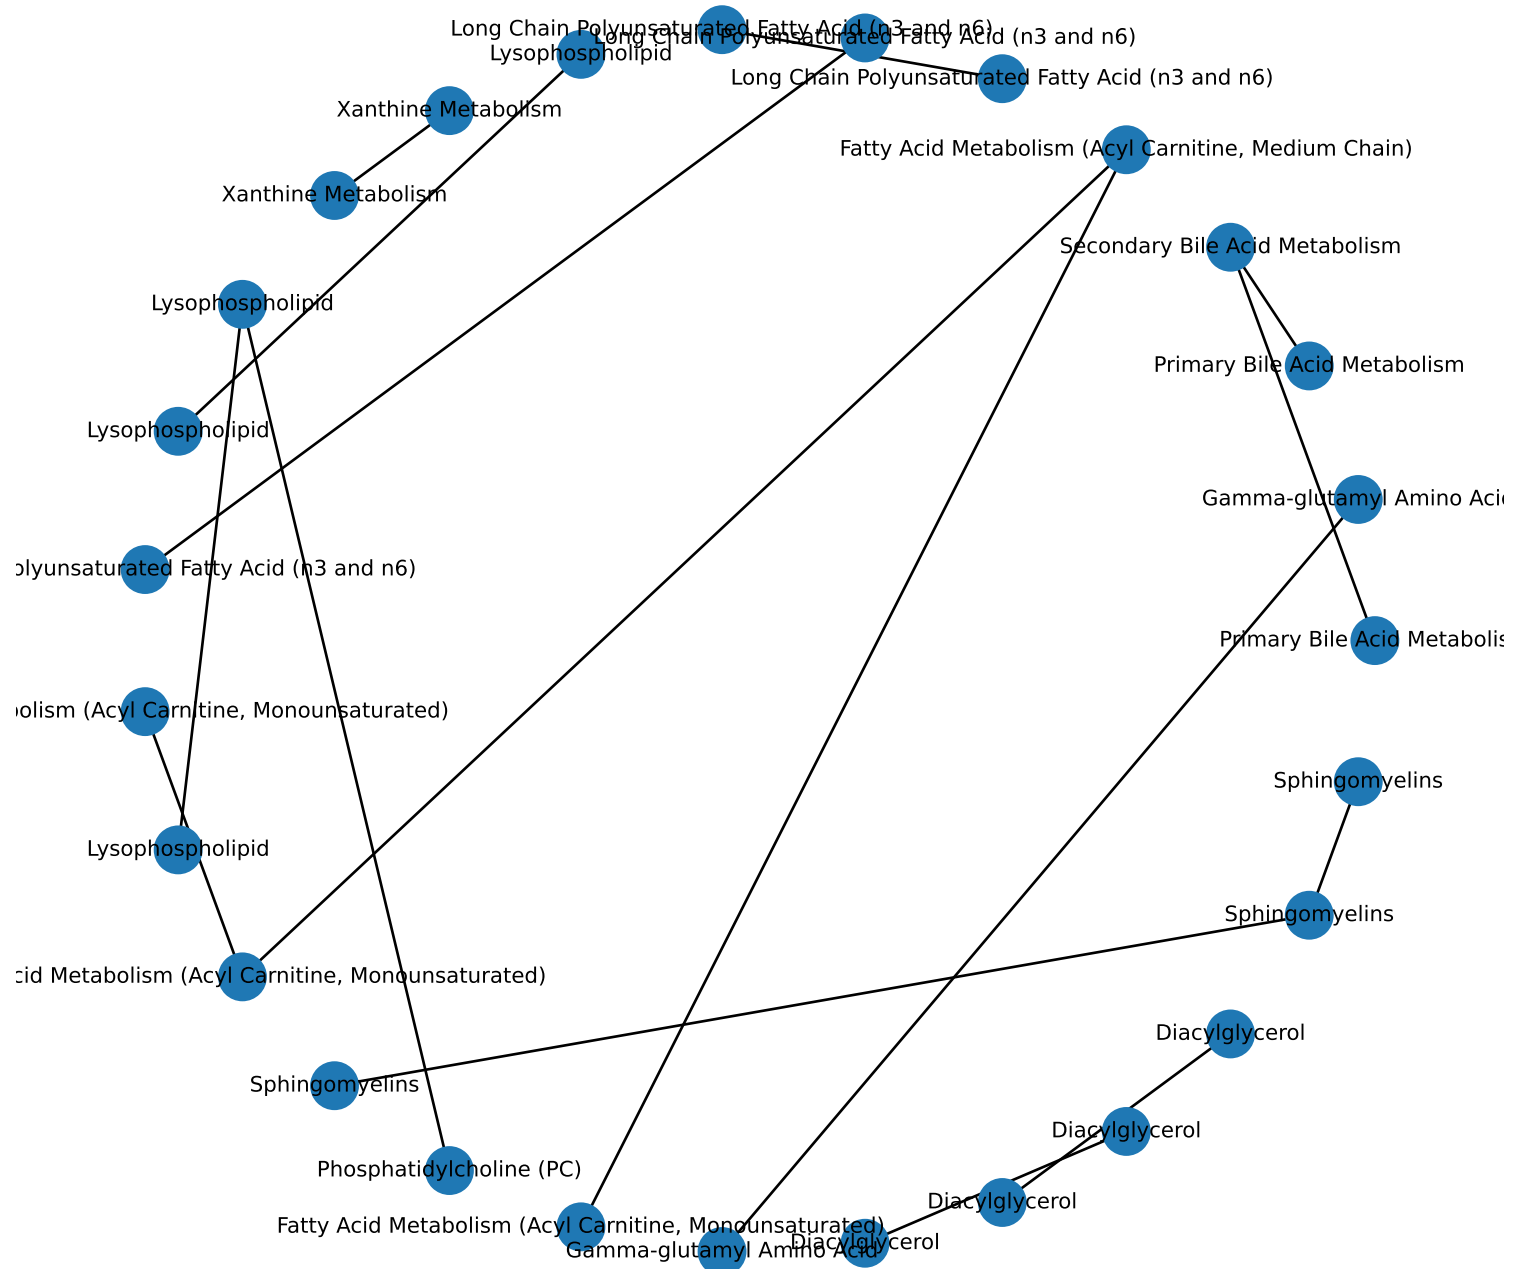 Long Chain Polyunsaturated Fatty Acid (n3 and n6)
Long Chain Polyunsaturated Fatty Acid (n3 and n6)
Lysophospholipid
Long Chain Polyunsaturated Fatty Acid (n3 and n6)
Xanthine Metabolism
Fatty Acid Metabolism (Acyl Carnitine, Medium Chain)
Xanthine Metabolism
Secondary Bile Acid Metabolism
Lysophospholipid
Primary Bile Acid Metabolism
Lysophospholipid
Gamma-glutamyl Amino Aci
olyunsaturated Fatty Acid (n3 and n6)
Primary Bile Acid Metabolis
olism (Acyl Carnitine, Monounsaturated)
Sphingomyelins
Lysophospholipid
Sphingomyelins
cid Metabolism (Acyl Carnitine, Monounsaturated)
Diacylglycerol
Sphingomyelins
Diacylglycerol
Phosphatidylcholine (PC)
Diacylglycerol
Fatty Acid Metabolism (Acyl Carnitine, Monounsaturated)
Diacylglycerol
Gamma-glutamyl Amino Acid